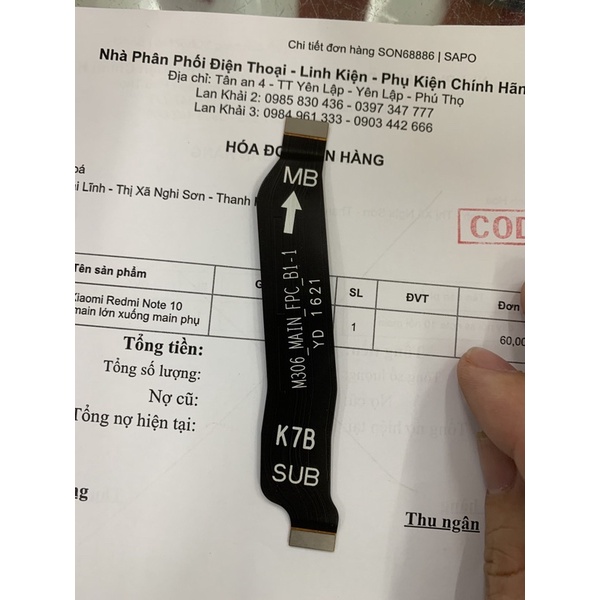 Chi tiết đơn hàng SON68886 | SAPO
Nhà Phân Phối Điện Thoại - Linh Kiện - Phụ Kiện Chính Hãn
Địa chỉ: Tân an 4 - TT Yên Lập - Yên Lập - Phú Thọ
Lan Khải 2: 0985 830 436 - 0397 347 777
Lan Khải 3: 0984 961 333 - 0903 442 666
HÓA ĐƠ N HÀNG
oá
i Lĩnh - Thị Xã Nghi Sơn - Thanh
COD
Tên sản phẩm
G
SL
ĐVT
Đơn
Xiaomi Redmi Note 10
main lớn xuống main phụ
1
60,00
Tổng tiền:
Tổng số lượng:
Nợ cũ:
Tổng nợ hiện tại:
ng
Thu ngân
MB
M306_MAIN_FPC_B1-1
YD 1621
K7B
SUB